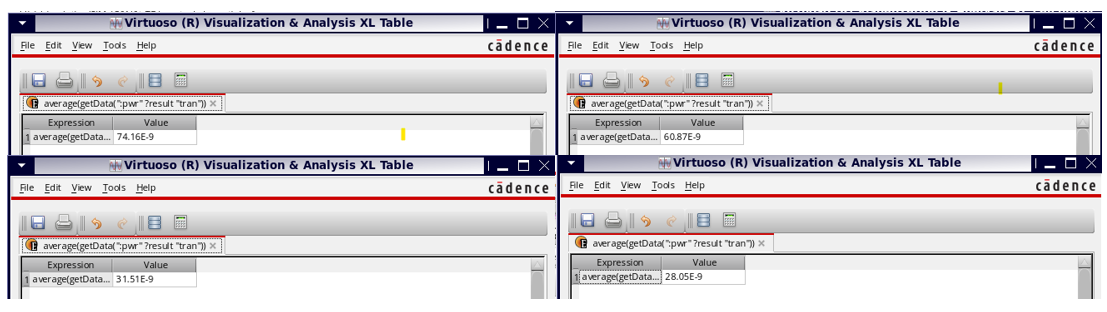 Virtuoso (R) Visualization & Analysis XL Table
File Edit View Tools Help cādence
average(getData(":pwr" ?result "tran"))
Expression Value
1 average(getData... 74.16E-9
Virtuoso (R) Visualization & Analysis XL Table
File Edit View Tools Help cādence
average(getData(":pwr" ?result "tran"))
Expression Value
1 average(getData... 60.87E-9
Virtuoso (R) Visualization & Analysis XL Table
File Edit View Tools Help cādence
average(getData(":pwr" ?result "tran"))
Expression Value
1 average(getData... 31.51E-9
Virtuoso (R) Visualization & Analysis XL Table
File Edit View Tools Help cādence
average(getData(":pwr" ?result "tran"))
Expression Value
1 average(getData... 28.05E-9